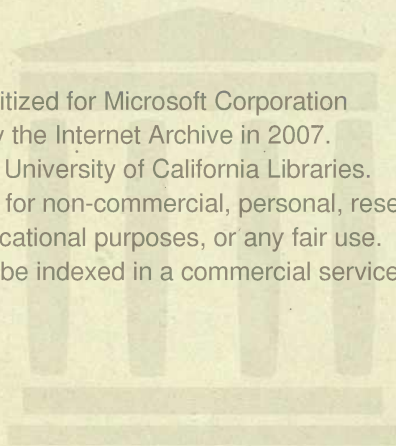 itized for Microsoft Corporation
y the Internet Archive in 2007.
University of California Libraries.
for non-commercial, personal, rese
cational purposes, or any fair use.
be indexed in a commercial service